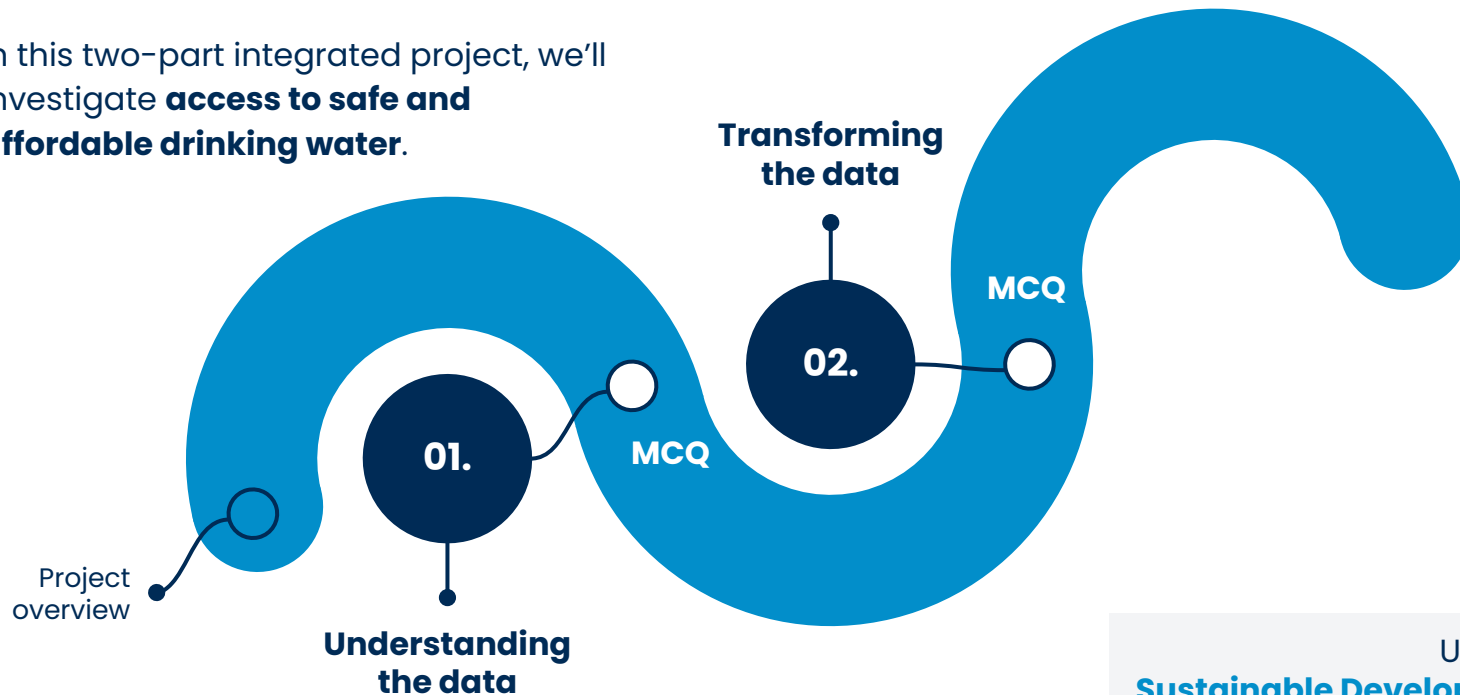 n this two-part integrated project, we’ll
nvestigate access to safe and
ffordable drinking water.
Transforming
the data
MCQ
02.
01.
MCQ
Project
overview
Understanding
the data
U
Sustainable Develop